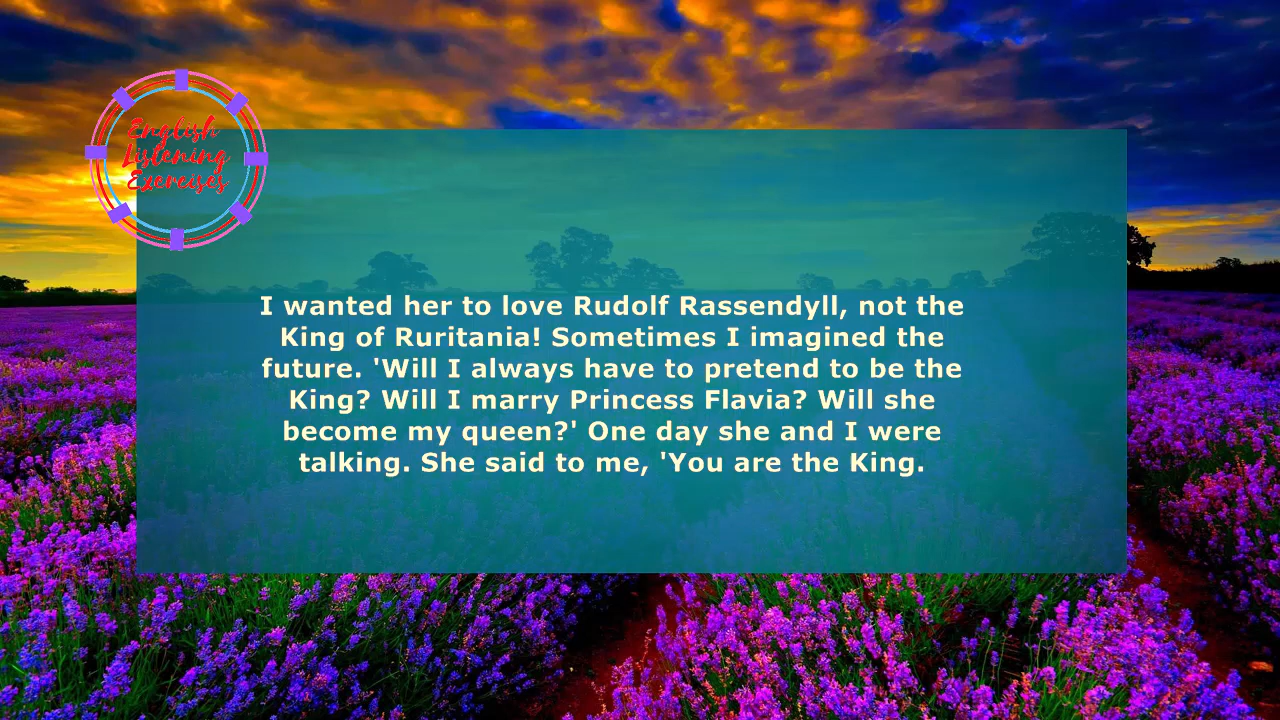 English
Listening
Exercises
I wanted her to love Rudolf Rassendyll, not the
King of Ruritania! Sometimes I imagined the
future. 'Will I always have to pretend to be the
King? Will I marry Princess Flavia? Will she
become my queen?' One day she and I were
talking. She said to me, 'You are the King.